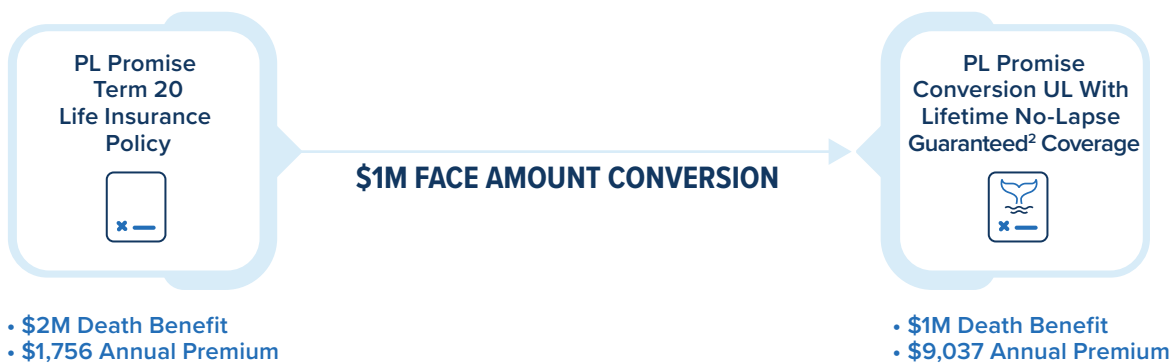 PL Promise
Term 20
Life Insurance
Policy
$1M FACE AMOUNT CONVERSION
PL Promise
Conversion UL With
Lifetime No-Lapse
Guaranteed² Coverage
• $2M Death Benefit
• $1,756 Annual Premium
• $1M Death Benefit
• $9,037 Annual Premium